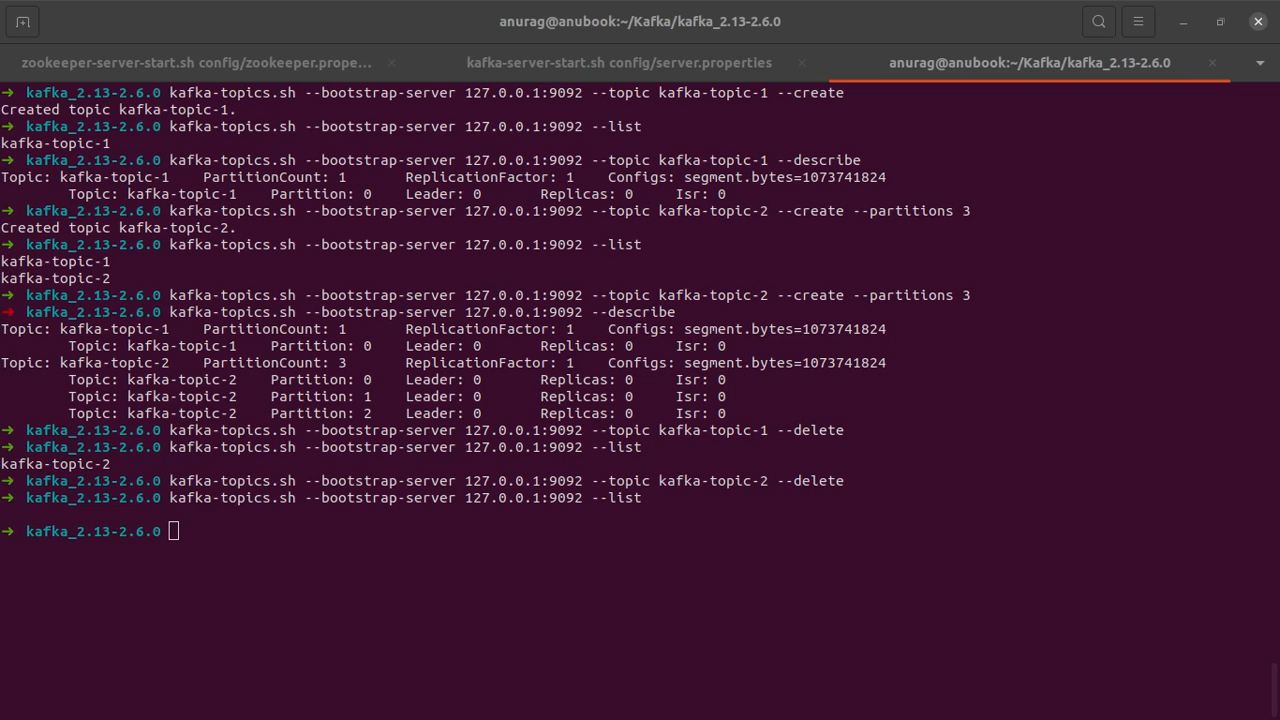 anurag@anubook:~/Kafka/kafka_2.13-2.6.0
zookeeper-server-start.sh config/zookeeper.prope... kafka-server-start.sh config/server.properties anurag@anubook:~/Kafka/kafka_2.13-2.6.0
➜ kafka_2.13-2.6.0 kafka-topics.sh --bootstrap-server 127.0.0.1:9092 --topic kafka-topic-1 --create
Created topic kafka-topic-1.
➜ kafka_2.13-2.6.0 kafka-topics.sh --bootstrap-server 127.0.0.1:9092 --list
kafka-topic-1
➜ kafka_2.13-2.6.0 kafka-topics.sh --bootstrap-server 127.0.0.1:9092 --topic kafka-topic-1 --describe
Topic: kafka-topic-1 PartitionCount: 1 ReplicationFactor: 1 Configs: segment.bytes=1073741824
Topic: kafka-topic-1 Partition: 0 Leader: 0 Replicas: 0 Isr: 0
➜ kafka_2.13-2.6.0 kafka-topics.sh --bootstrap-server 127.0.0.1:9092 --topic kafka-topic-2 --create --partitions 3
Created topic kafka-topic-2.
➜ kafka_2.13-2.6.0 kafka-topics.sh --bootstrap-server 127.0.0.1:9092 --list
kafka-topic-1
kafka-topic-2
➜ kafka_2.13-2.6.0 kafka-topics.sh --bootstrap-server 127.0.0.1:9092 --topic kafka-topic-2 --create --partitions 3
➜ kafka_2.13-2.6.0 kafka-topics.sh --bootstrap-server 127.0.0.1:9092 --describe
Topic: kafka-topic-1 PartitionCount: 1 ReplicationFactor: 1 Configs: segment.bytes=1073741824
Topic: kafka-topic-1 Partition: 0 Leader: 0 Replicas: 0 Isr: 0
Topic: kafka-topic-2 PartitionCount: 3 ReplicationFactor: 1 Configs: segment.bytes=1073741824
Topic: kafka-topic-2 Partition: 0 Leader: 0 Replicas: 0 Isr: 0
Topic: kafka-topic-2 Partition: 1 Leader: 0 Replicas: 0 Isr: 0
Topic: kafka-topic-2 Partition: 2 Leader: 0 Replicas: 0 Isr: 0
➜ kafka_2.13-2.6.0 kafka-topics.sh --bootstrap-server 127.0.0.1:9092 --topic kafka-topic-1 --delete
➜ kafka_2.13-2.6.0 kafka-topics.sh --bootstrap-server 127.0.0.1:9092 --list
kafka-topic-2
➜ kafka_2.13-2.6.0 kafka-topics.sh --bootstrap-server 127.0.0.1:9092 --topic kafka-topic-2 --delete
➜ kafka_2.13-2.6.0 kafka-topics.sh --bootstrap-server 127.0.0.1:9092 --list
➜ kafka_2.13-2.6.0